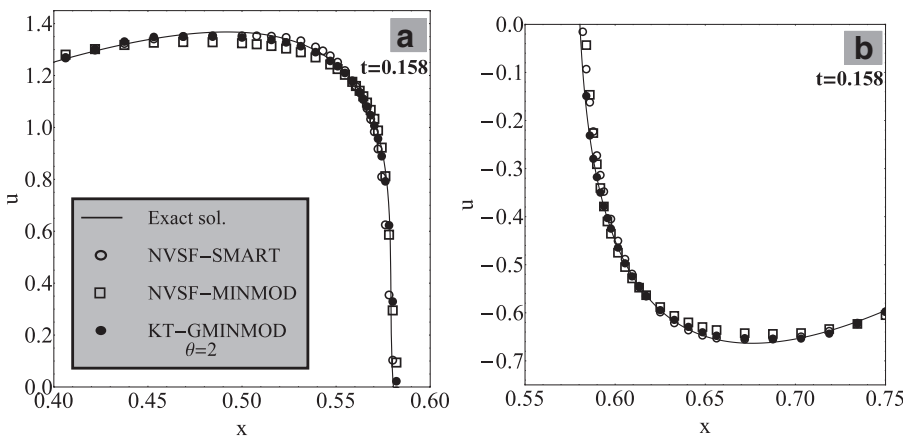 a
t=0.158
u
1.4
1.2
1.0
0.8
0.6
0.4
0.2
0.0
Exact sol.
NVSF−SMART
NVSF−MINMOD
KT−GMINMOD
θ=2
0.40
0.45
0.50
0.55
0.60
x
b
t=0.158
u
0.0
−0.1
−0.2
−0.3
−0.4
−0.5
−0.6
−0.7
0.55
0.60
0.65
0.70
0.75
x